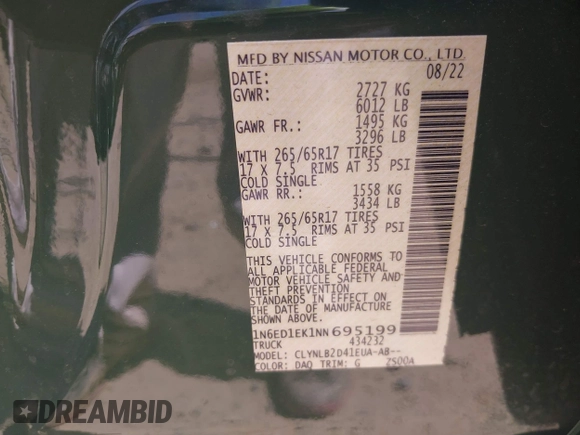 MFD BY NISSAN MOTOR CO., LTD.
DATE: 08/22
GVWR: 2727 KG
6012 LB
GAWR FR.: 1495 KG
3296 LB
WITH 265/65R17 TIRES
17 X 7.5 RIMS AT 35 PSI
COLD SINGLE
GAWR RR.: 1558 KG
3434 LB
WITH 265/65R17 TIRES
17 X 7.5 RIMS AT 35 PSI
COLD SINGLE
THIS VEHICLE CONFORMS TO
ALL APPLICABLE FEDERAL
MOTOR VEHICLE SAFETY AND
THEFT PREVENTION
STANDARDS IN EFFECT ON
THE DATE OF MANUFACTURE
SHOWN ABOVE.
1N6ED1EK1NN695199
TRUCK 434232
MODEL: CLYNLB2D41EUA-AB--
COLOR: DAQ TRIM: G ZS00A
DREAMBID